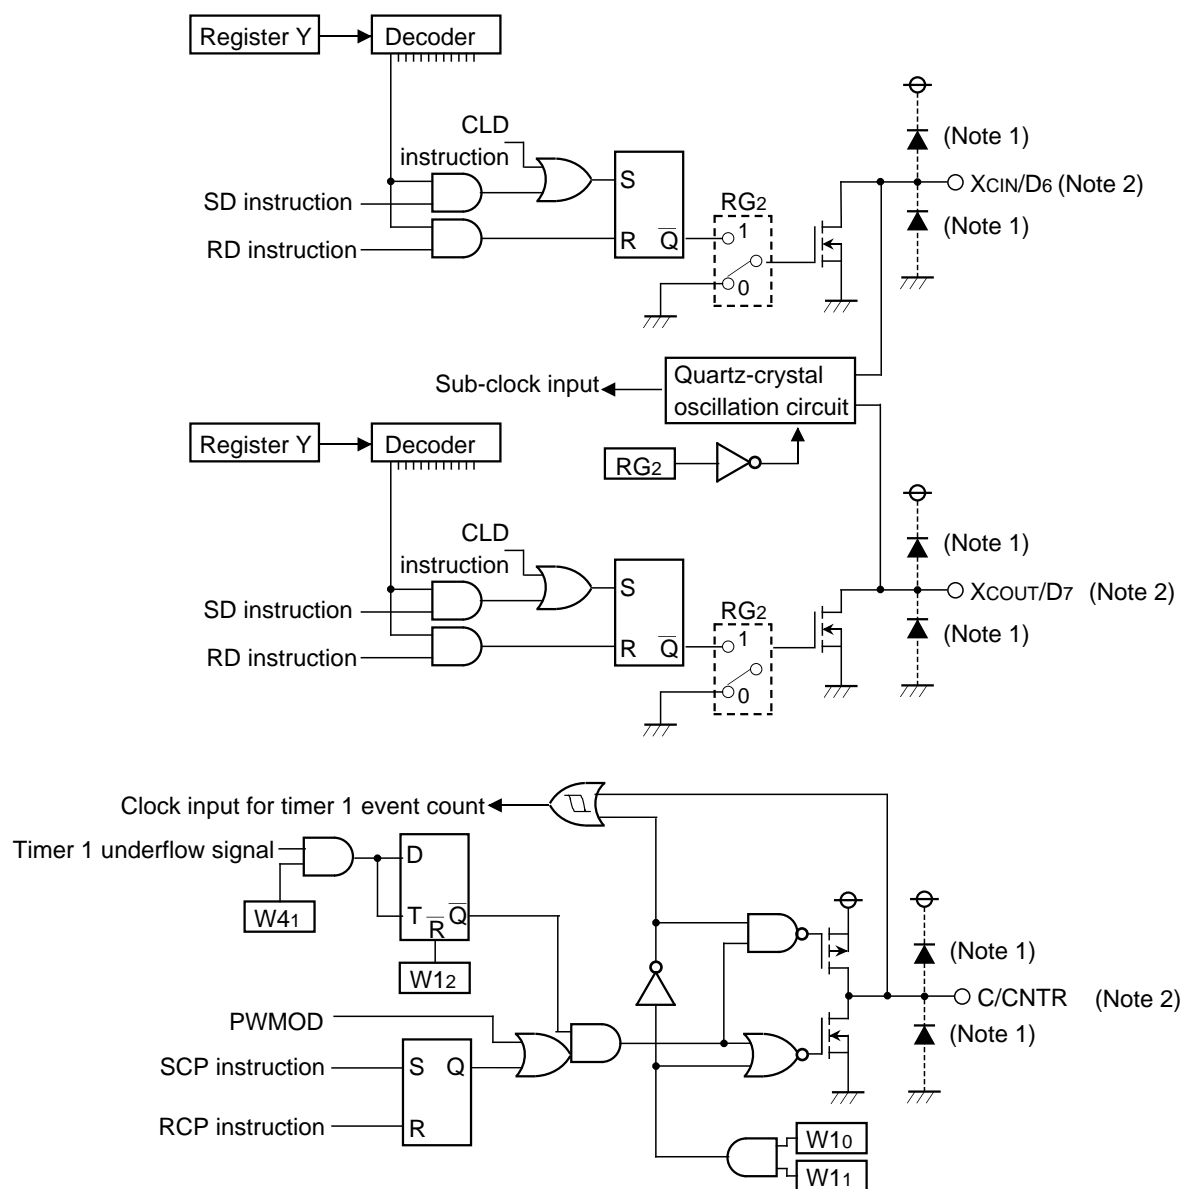 Register Y
Decoder
CLD
instruction
SD instruction
RD instruction
S
R
Q
RG2
1
0
(Note 1)
XCIN/D6 (Note 2)
(Note 1)
Sub-clock input
Quartz-crystal
oscillation circuit
RG2
Register Y
Decoder
CLD
instruction
SD instruction
RD instruction
S
R
Q
RG2
1
0
(Note 1)
XCOUT/D7 (Note 2)
(Note 1)
Clock input for timer 1 event count
Timer 1 underflow signal
D
T
R
Q
W41
W12
PWMOD
SCP instruction
RCP instruction
S
Q
R
(Note 1)
C/CNTR (Note 2)
(Note 1)
W10
W11